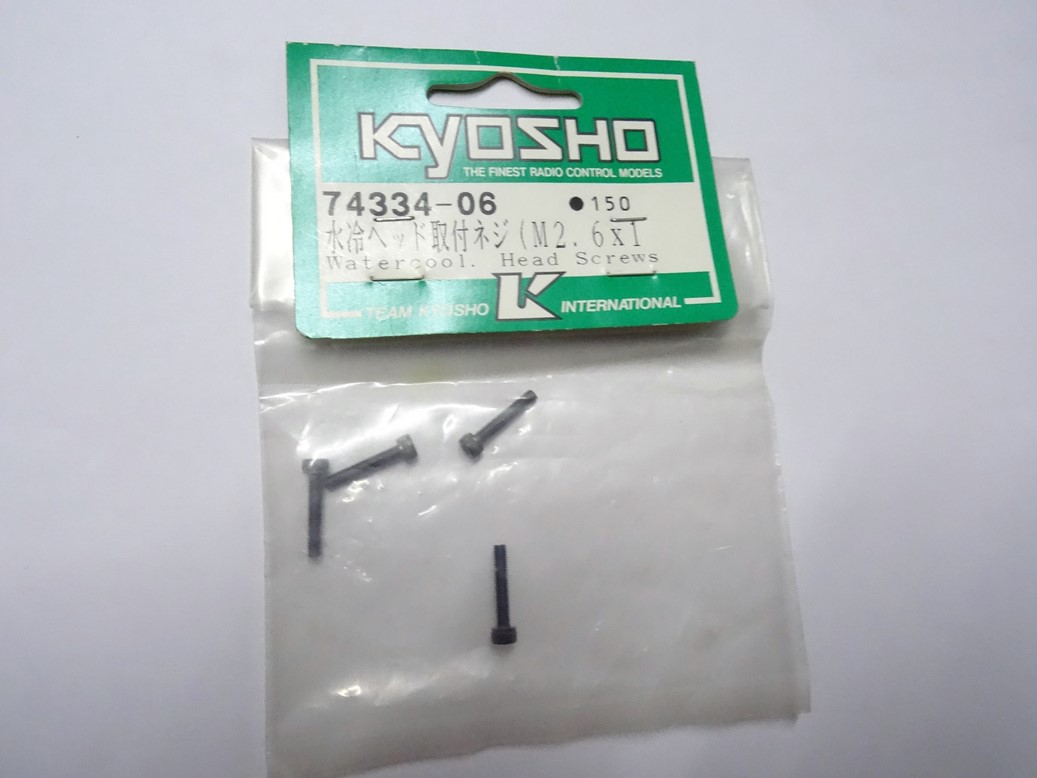 KYOSHO
THE FINEST RADIO CONTROL MODELS
74334-06 ●150
水冷ヘッド取付ネジ(M2.6x1
Watercool. Head Screws
TEAM KYOSHO K INTERNATIONAL